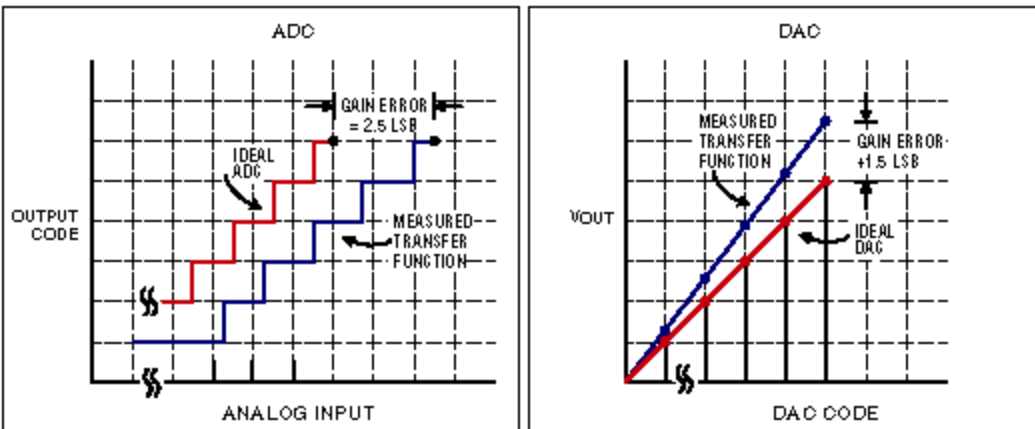 ADC
GAIN ERROR
= 2.5 LSB
IDEAL
ADC
OUTPUT
CODE
MEASURED
TRANSFER
FUNCTION
ANALOG INPUT
DAC
MEASURED
TRANSFER
FUNCTION
GAIN ERROR
+1.5 LSB
VOUT
IDEAL
DAC
DAC CODE